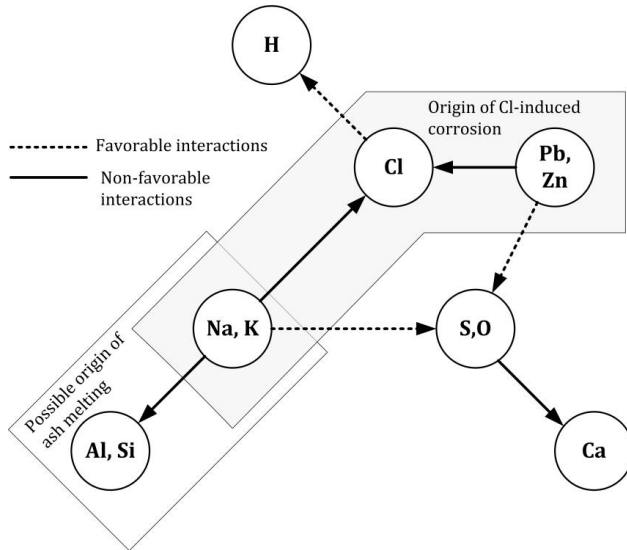 H
Origin of Cl-induced
corrosion
Favorable interactions
Non-favorable
interactions
Cl
Pb,
Zn
Na, K
S,O
Possible origin of
ash melting
Al, Si
Ca